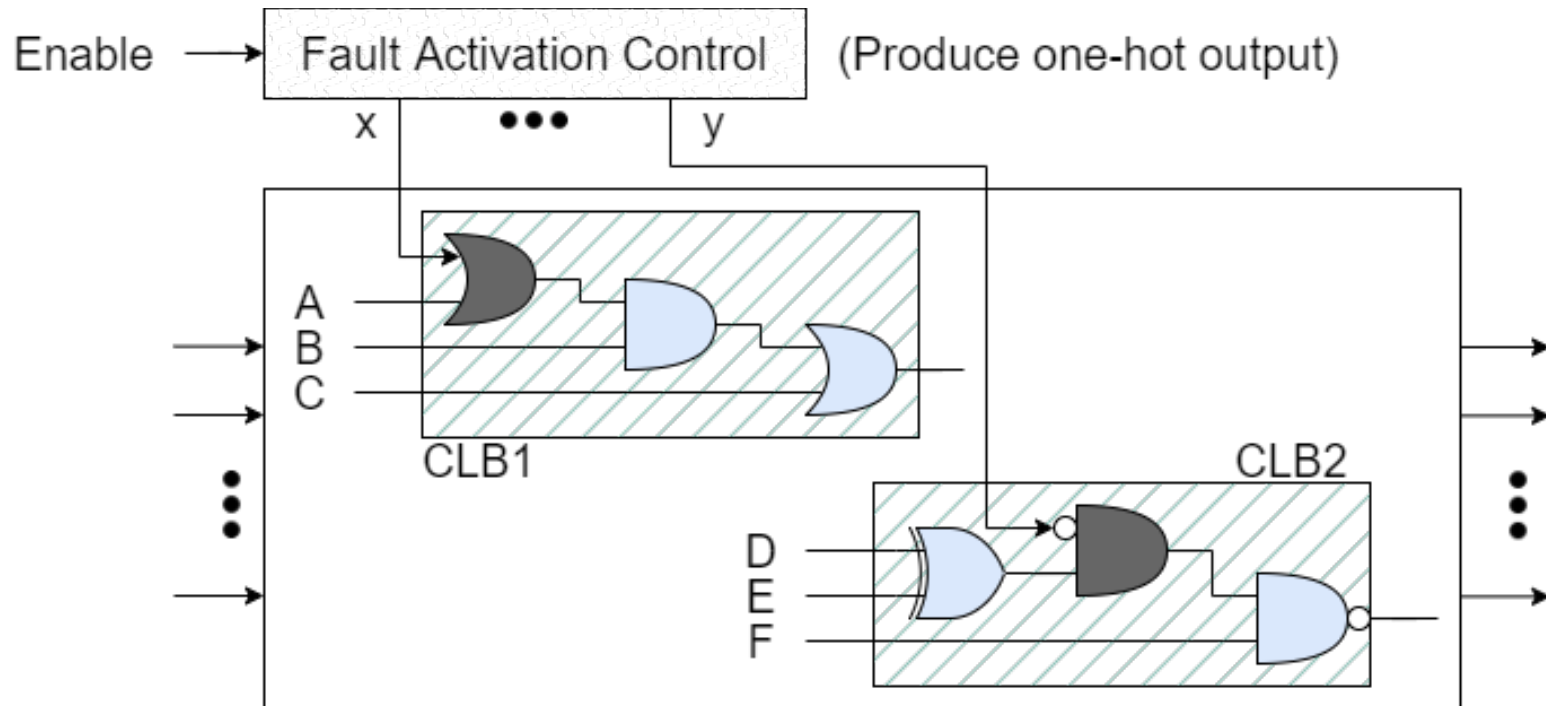 Enable
Fault Activation Control
(Produce one-hot output)
x
y
A
B
C
CLB1
CLB2
D
E
F